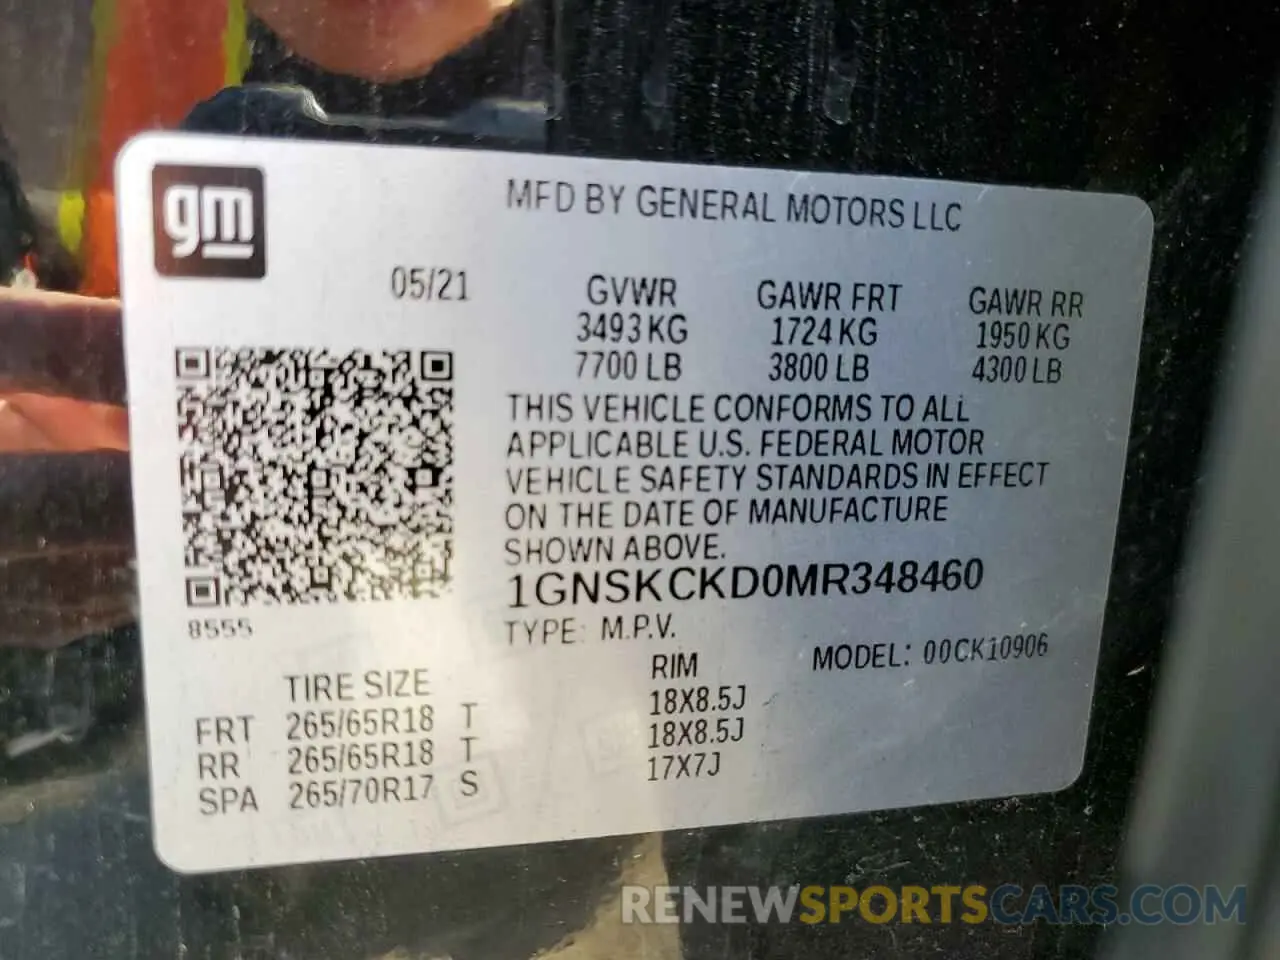 gm
MFD BY GENERAL MOTORS LLC
05/21
GVWR GAWR FRT GAWR RR
3493 KG 1724 KG 1950 KG
7700 LB 3800 LB 4300 LB
THIS VEHICLE CONFORMS TO ALL
APPLICABLE U.S. FEDERAL MOTOR
VEHICLE SAFETY STANDARDS IN EFFECT
ON THE DATE OF MANUFACTURE
SHOWN ABOVE.
1GNSKCKD0MR348460
8555
TYPE: M.P.V.
MODEL: 00CK10906
TIRE SIZE RIM
FRT 265/65R18 T 18X8.5J
RR 265/65R18 T 18X8.5J
SPA 265/70R17 S 17X7J
RENEWSPORTSCARS.COM